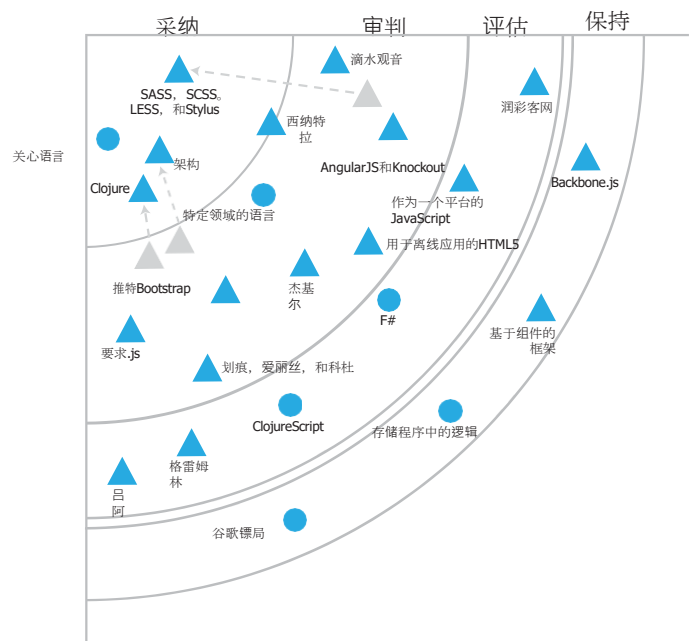 采纳
审判
评估
保持
滴水观音
SASS，SCSS。
LESS，和Stylus
润彩客网
西纳特
拉
关心语言
架构
AngularJS和Knockout
Backbone.js
Clojure
作为一个平台的
JavaScript
特定领域的语言
用于离线应用的HTML5
推特Bootstrap
杰基
尔
F#
基于组件的
框架
要求.js
划痕，爱丽丝，和科杜
ClojureScript
存储程序中的逻辑
格雷姆
林
吕
阿
谷歌镖局